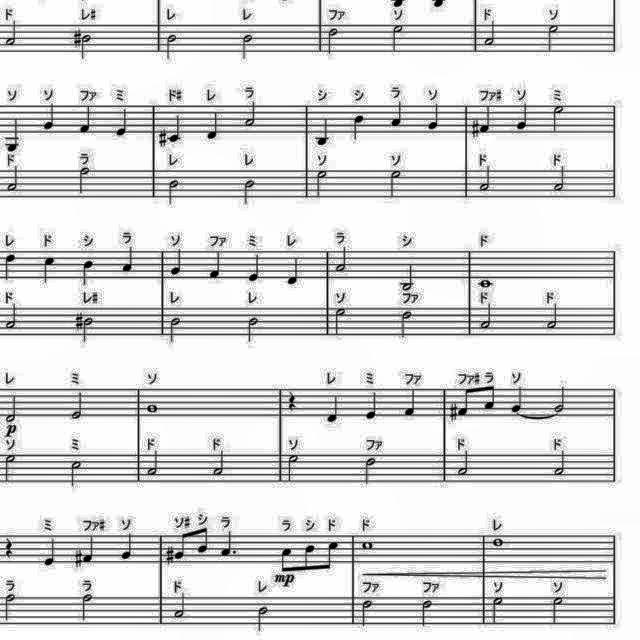 ド レ♯ レ レ ファ ソ ド ソ
ソ ソ ファ ミ ド♯ レ ラ シ シ ラ ソ ファ♯ ソ ミ
ド ラ レ レ ソ ソ ド ド
レ ド シ ラ ソ ファ ミ レ ラ シ ド
ド レ♯ レ レ ソ ファ ド ド
レ ミ ソ レ ミ ファ ファ♯ ラ ソ
p
ソ ミ ド ド ソ ファ ド ド
ミ ファ♯ ソ ソ♯ シ ラ ラ シ ド ド レ
mp
ラ ラ ド レ ファ ファ ソ ソ